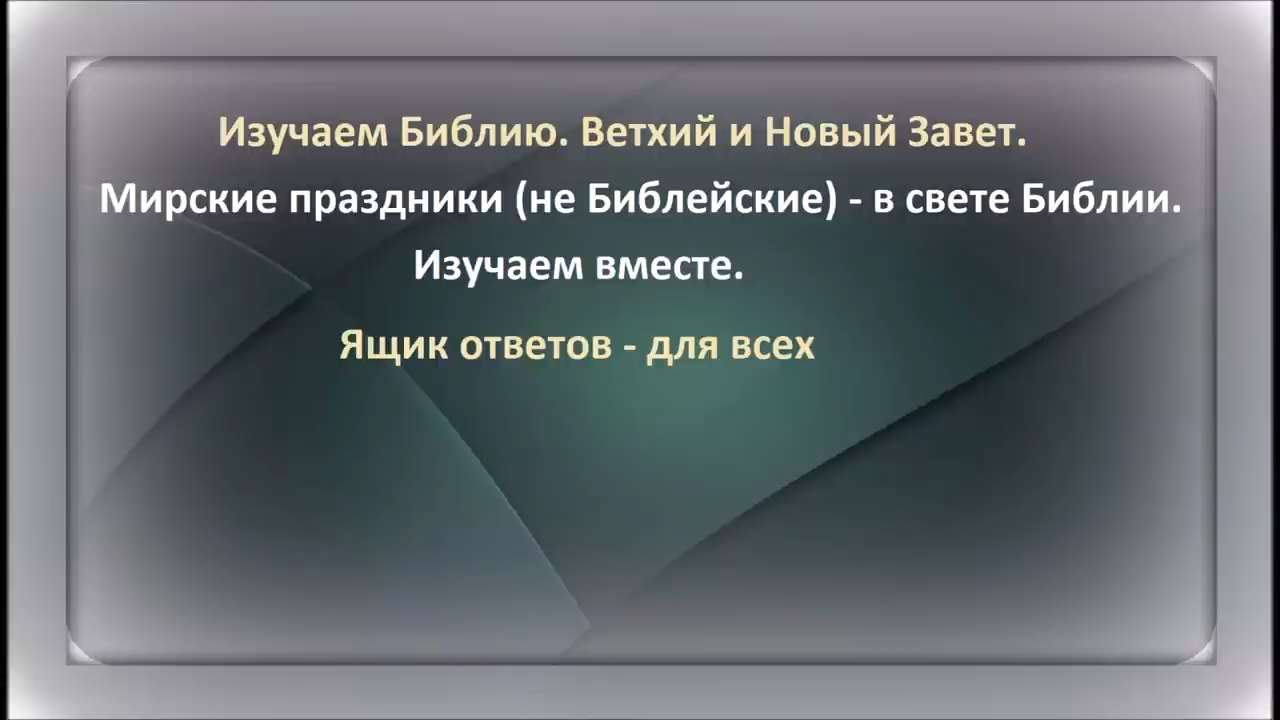 Изучаем Библию. Ветхий и Новый Завет.
Мирские праздники (не Библейские) - в свете Библии.
Изучаем вместе.
Ящик ответов - для всех